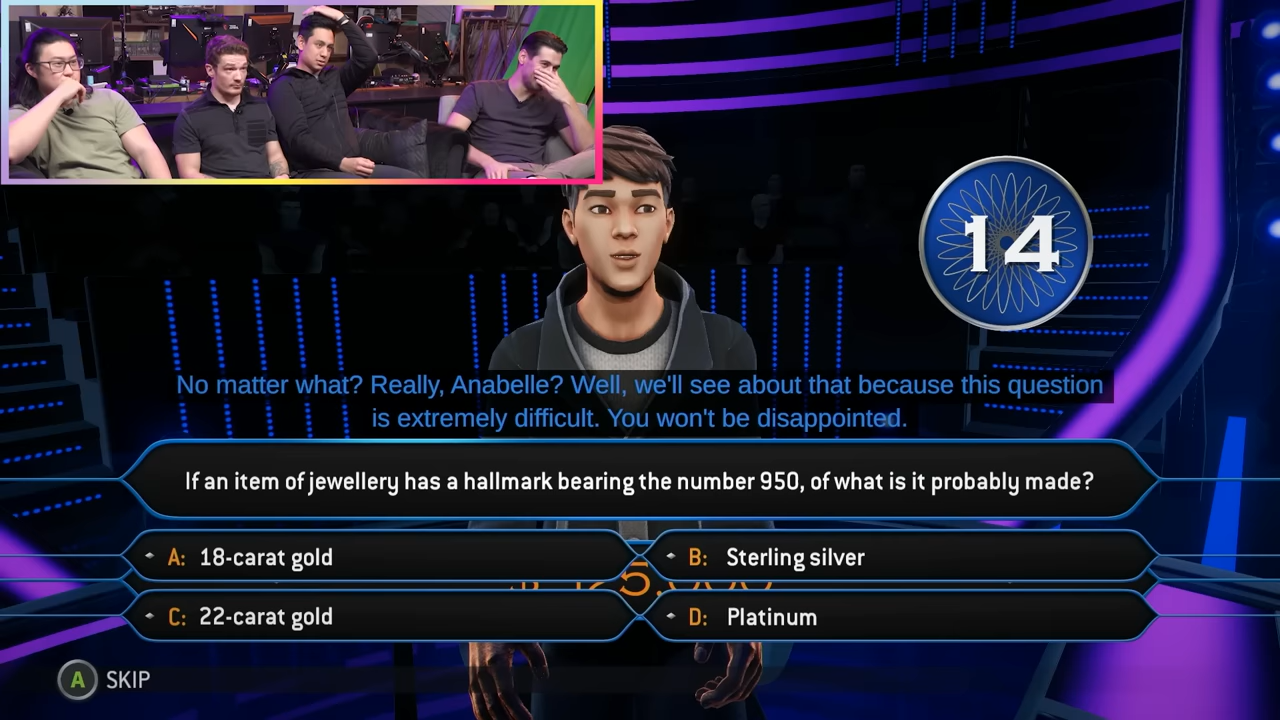 14
No matter what? Really, Anabelle? Well, we'll see about that because this question
is extremely difficult. You won't be disappointed.
If an item of jewellery has a hallmark bearing the number 950, of what is it probably made?
A: 18-carat gold
B: Sterling silver
C: 22-carat gold
D: Platinum
A SKIP